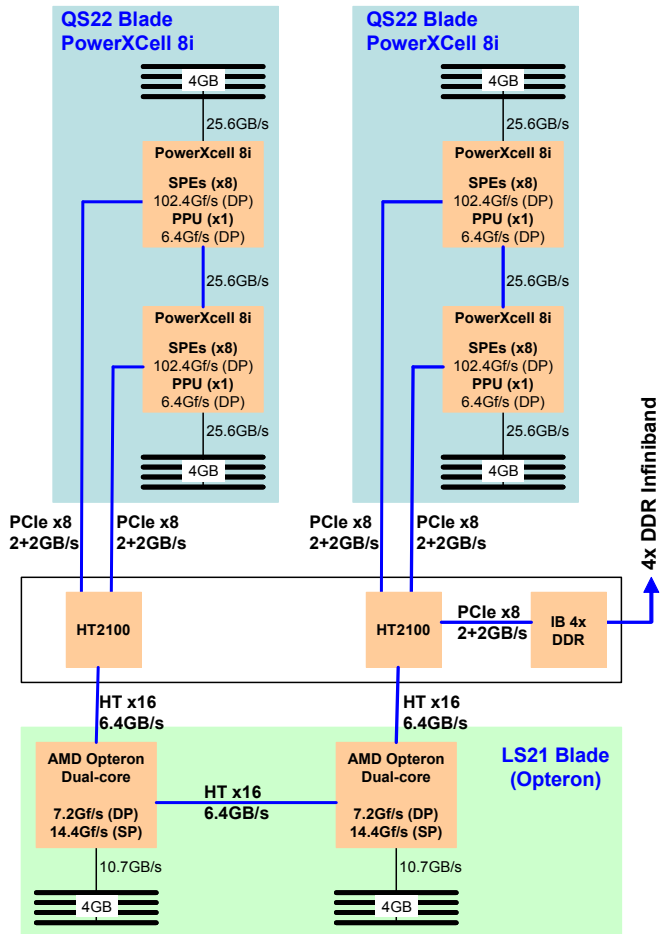 QS22 Blade
PowerXCell 8i
4GB
25.6GB/s
PowerXcell 8i
SPEs (x8)
102.4Gf/s (DP)
PPU (x1)
6.4Gf/s (DP)
25.6GB/s
PowerXcell 8i
SPEs (x8)
102.4Gf/s (DP)
PPU (x1)
6.4Gf/s (DP)
25.6GB/s
4GB
QS22 Blade
PowerXCell 8i
4GB
25.6GB/s
PowerXcell 8i
SPEs (x8)
102.4Gf/s (DP)
PPU (x1)
6.4Gf/s (DP)
25.6GB/s
PowerXcell 8i
SPEs (x8)
102.4Gf/s (DP)
PPU (x1)
6.4Gf/s (DP)
25.6GB/s
4GB
PCIe x8
2+2GB/s
PCIe x8
2+2GB/s
PCIe x8
2+2GB/s
PCIe x8
2+2GB/s
4x DDR Infiniband
HT2100
HT2100
PCIe x8
2+2GB/s
IB 4x
DDR
HT x16
6.4GB/s
HT x16
6.4GB/s
AMD Opteron
Dual-core
7.2Gf/s (DP)
14.4Gf/s (SP)
HT x16
6.4GB/s
AMD Opteron
Dual-core
7.2Gf/s (DP)
14.4Gf/s (SP)
LS21 Blade
(Opteron)
10.7GB/s
4GB
10.7GB/s
4GB